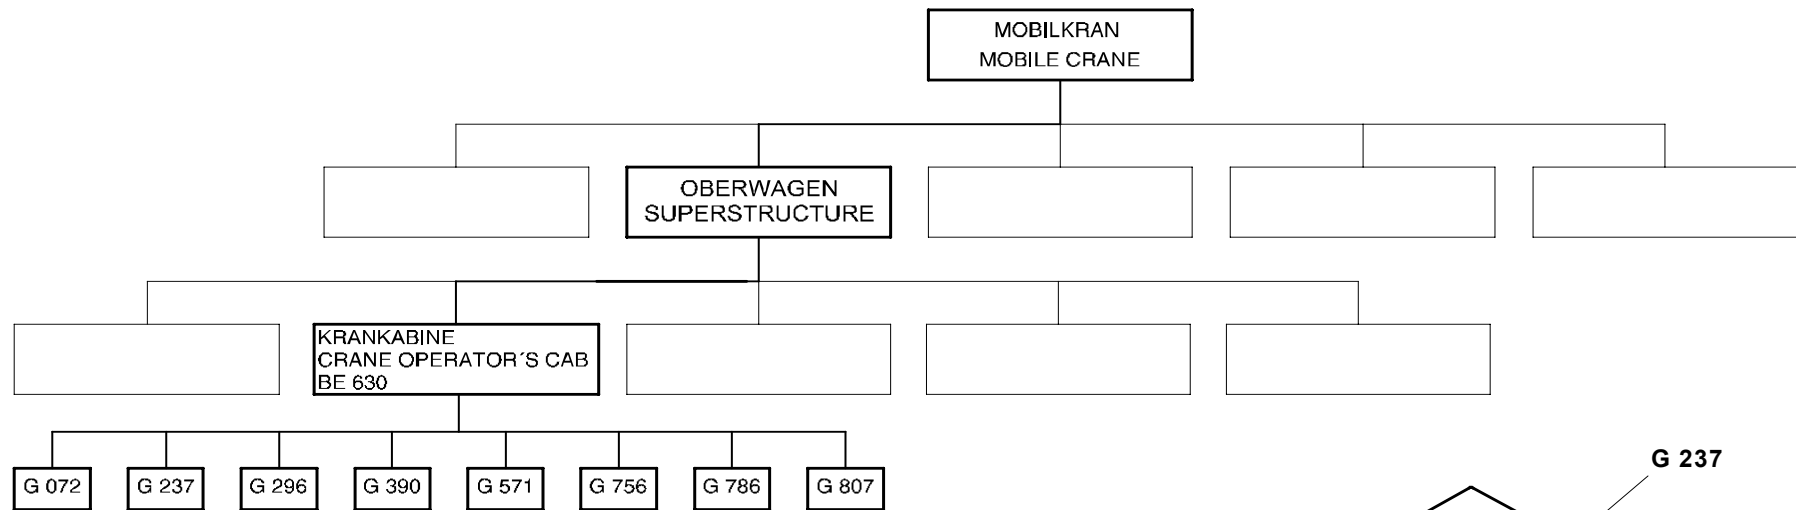 MOBILKRAN
MOBILE CRANE
OBERWAGEN
SUPERSTRUCTURE
KRANKABINE
CRANE OPERATOR´S CAB
BE 630
G 072
G 237
G 296
G 390
G 571
G 756
G 786
G 807
G 237